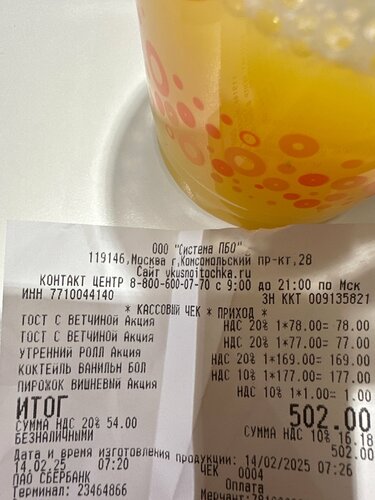 ООО "Система ПБО"
119146,Москва г,Комсомольский пр-кт,28
Сайт vkusnoitochka.ru
КОНТАКТ ЦЕНТР 8-800-600-07-70 с 9:00 до 21:00 по Мск
ИНН 7710044140 ЗН ККТ 009135821
* КАССОВЫЙ ЧЕК * ПРИХОД *
ТОСТ С ВЕТЧИНОЙ Акция НДС 20% 1*78.00= 78.00
ТОСТ С ВЕТЧИНОЙ Акция НДС 20% 1*77.00= 77.00
УТРЕННИЙ РОЛЛ Акция НДС 20% 1*169.00= 169.00
КОКТЕЙЛЬ ВАНИЛЬН БОЛ НДС 10% 1*177.00= 177.00
ПИРОЖОК ВИШНЕВЫЙ Акция НДС 10% 1*1.00= 1.00
ИТОГ 502.00
СУММА НДС 20% 54.00 СУММА НДС 10% 16.18
БЕЗНАЛИЧНЫМИ 502.00
Дата и время изготовления продукции: 14/02/2025 07:26
14.02.25 07:20 ЧЕК 0004
ПАО СБЕРБАНК Оплата
Терминал: 23464866 Мерчант: